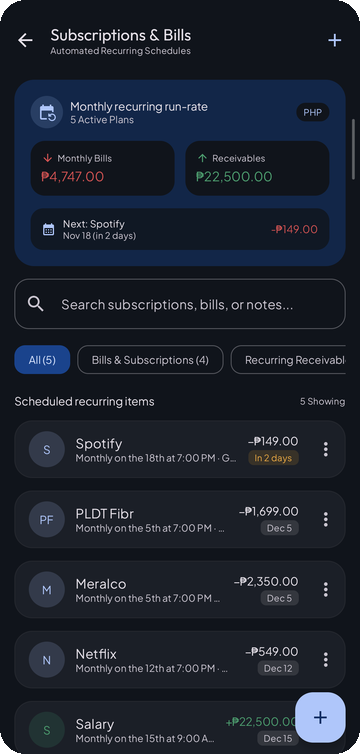 Subscriptions & Bills
Automated Recurring Schedules
Monthly recurring run-rate
5 Active Plans
PHP
Monthly Bills
₱4,747.00
Receivables
₱22,500.00
Next: Spotify
Nov 18 (in 2 days)
-₱149.00
Search subscriptions, bills, or notes...
All (5)
Bills & Subscriptions (4)
Recurring Receivabl
Scheduled recurring items
5 Showing
S
Spotify
Monthly on the 18th at 7:00 PM · G...
-₱149.00
In 2 days
PF
PLDT Fibr
Monthly on the 5th at 7:00 PM · ...
-₱1,699.00
Dec 5
M
Meralco
Monthly on the 5th at 7:00 PM ...
-₱2,350.00
Dec 5
N
Netflix
Monthly on the 12th at 7:00 PM · ...
-₱549.00
Dec 12
S
Salary
Monthly on the 15th at 9:00 A...
+₱22,500.00
Dec 15